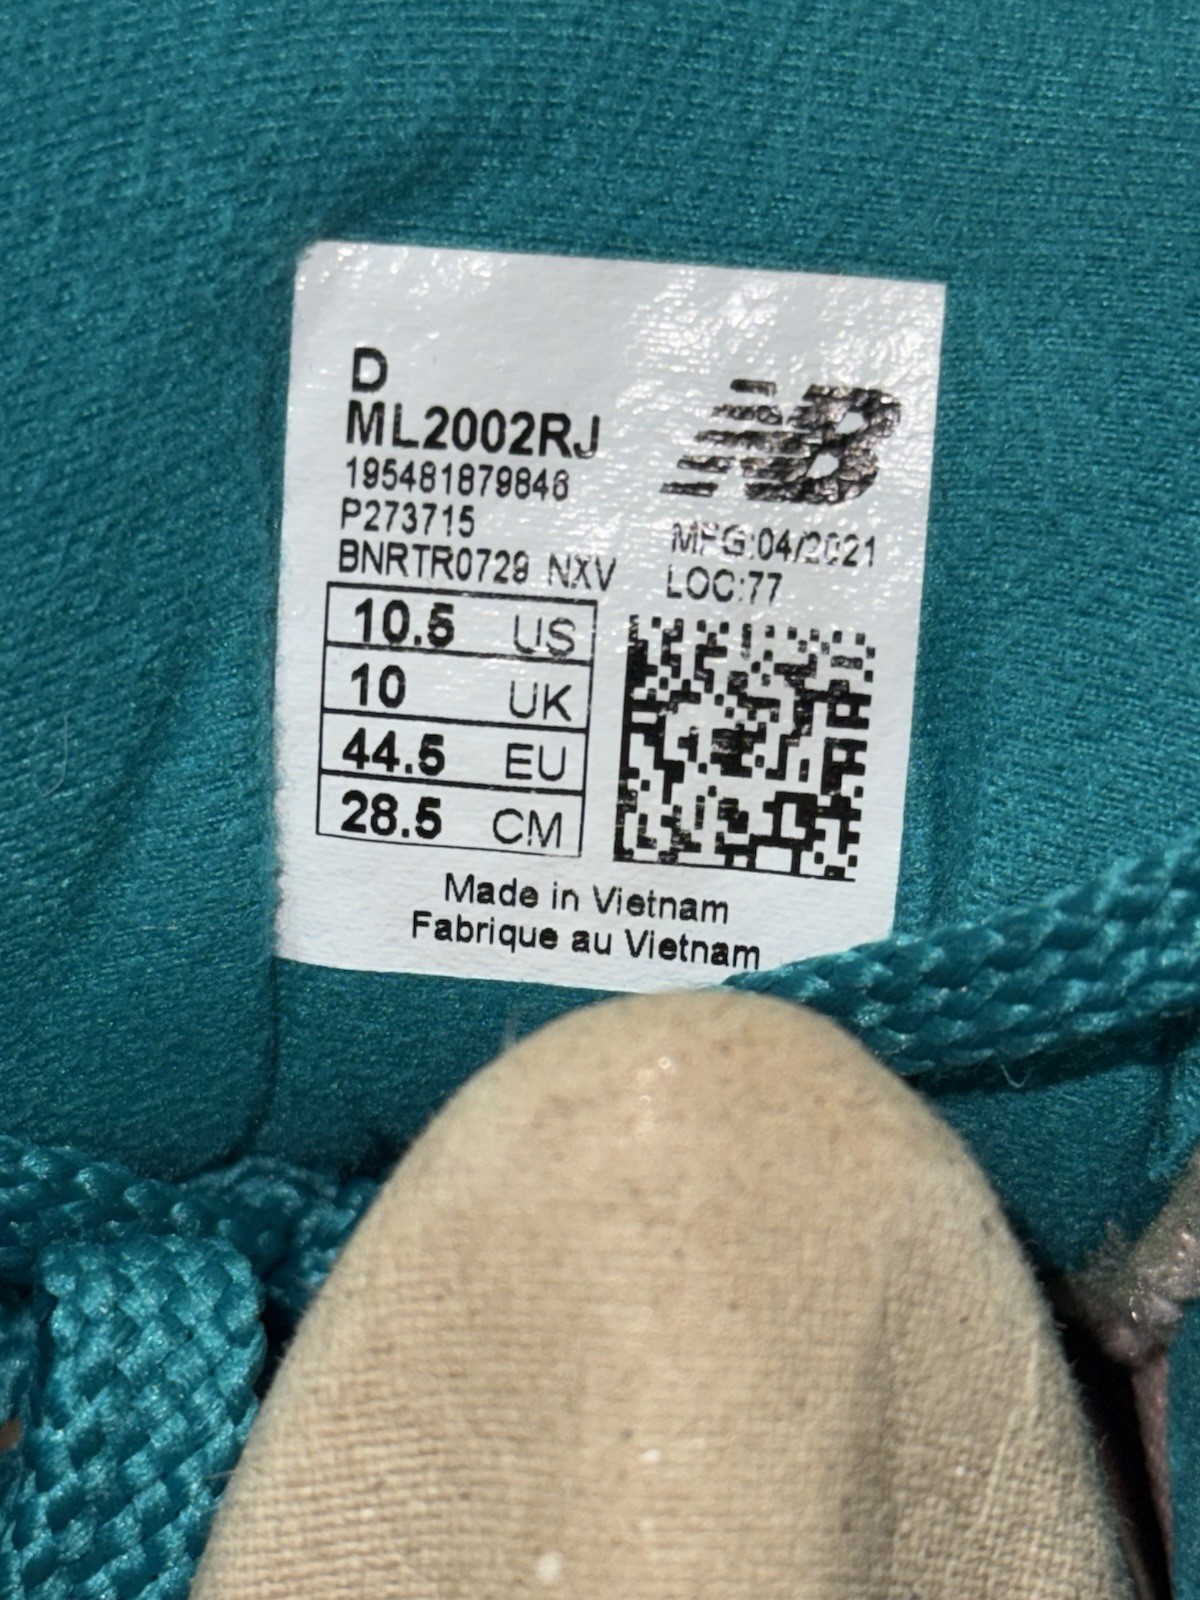 D
ML2002RJ
195481879846
P273715
BNRTR0729 NXV
NB
MFG:04/2021
LOC:77
10.5 US
10 UK
44.5 EU
28.5 CM
Made in Vietnam
Fabrique au Vietnam